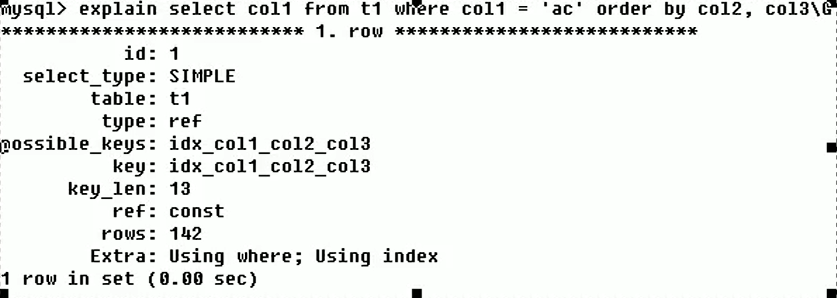 mysql> explain select col1 from t1 where col1 = 'ac' order by col2, col3\G
*************************** 1. row ***************************
id: 1
select_type: SIMPLE
table: t1
type: ref
possible_keys: idx_col1_col2_col3
key: idx_col1_col2_col3
key_len: 13
ref: const
rows: 142
Extra: Using where; Using index
1 row in set (0.00 sec)